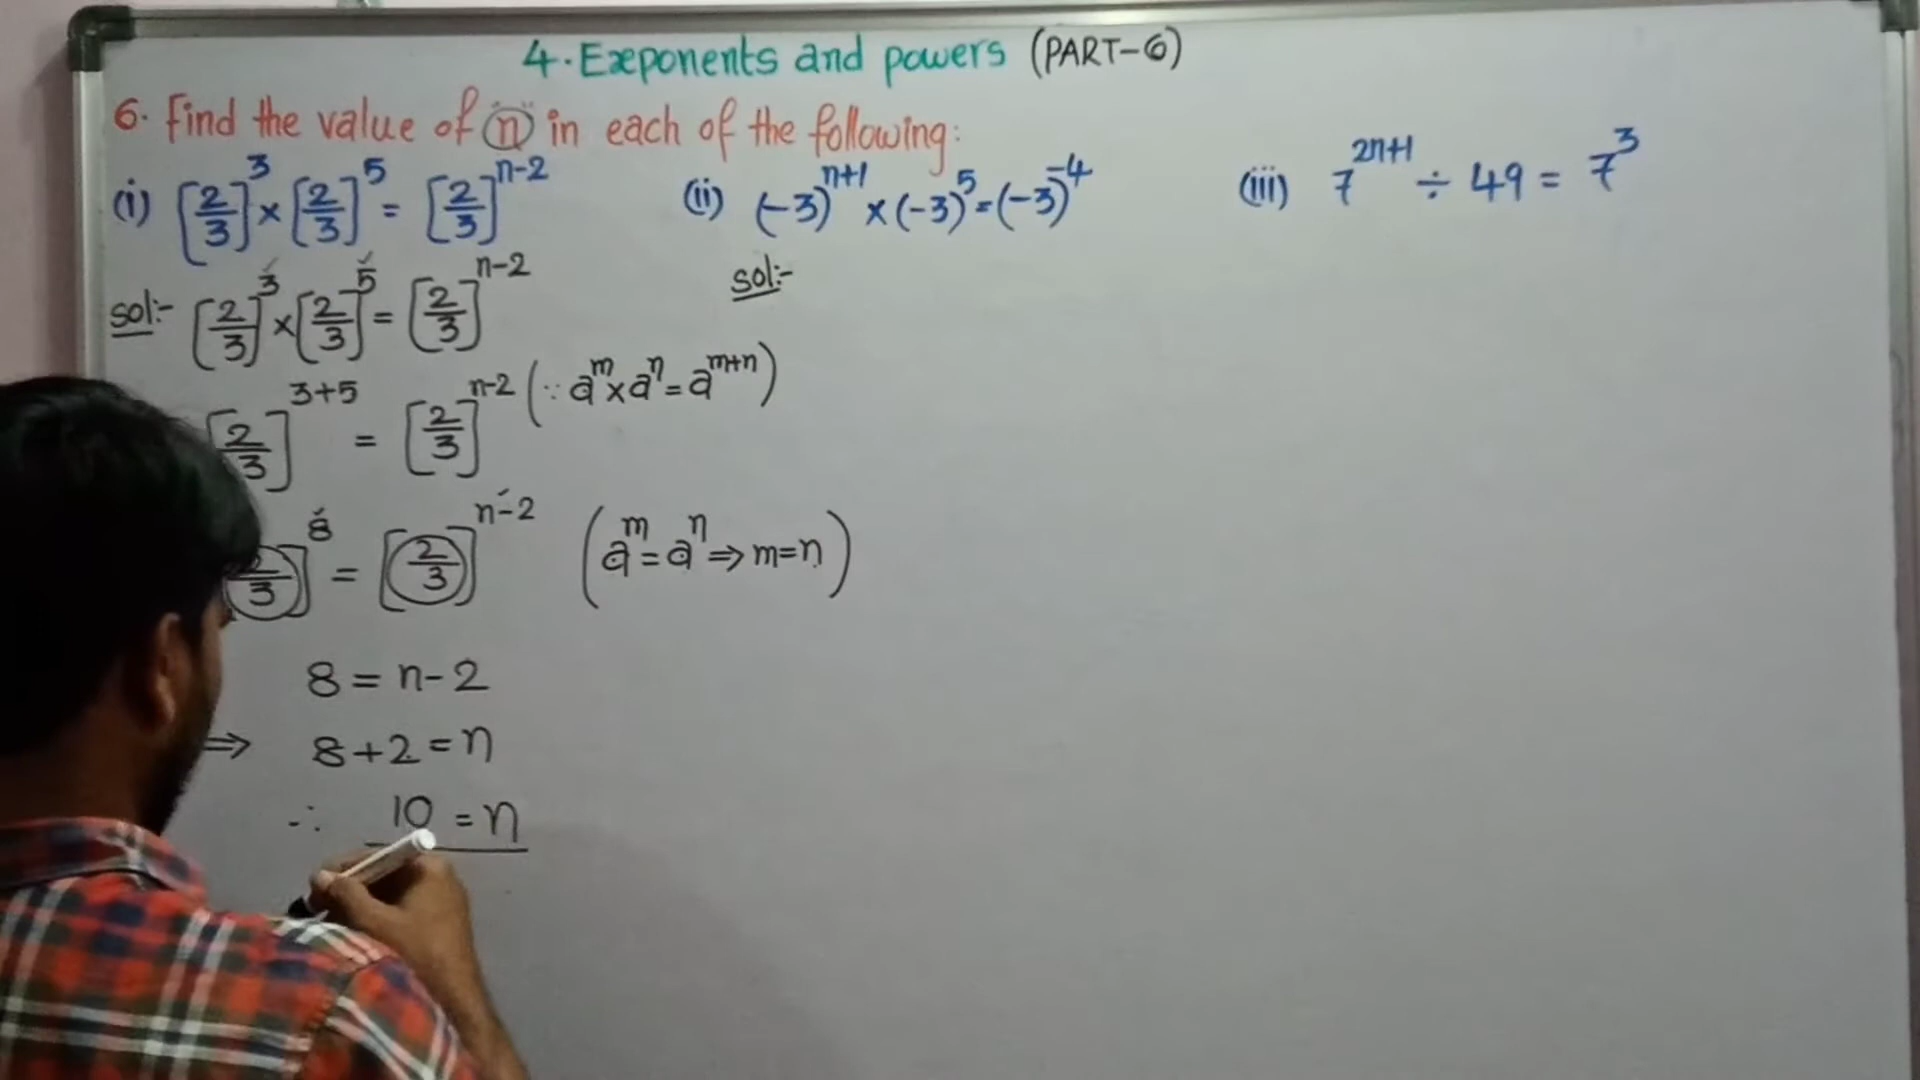 4. Exeponents and powers (PART-6)
6. Find the value of "n" in each of the following:
(i) [2/3]^3 × [2/3]^5 = [2/3]^{n-2} (ii) (-3)^{n+1} × (-3)^5 = (-3)^{-4} (iii) 7^{2n+1} ÷ 49 = 7^3
sol:- [2/3]^3 × [2/3]^5 = [2/3]^{n-2} sol:-
[2/3]^{3+5} = [2/3]^{n-2} (∵ a^m × a^n = a^{m+n})
3]^8 = [2/3]^{n-2} (a^m = a^n ⇒ m=n)
8 = n-2
⇒ 8+2 = n
∴ 10 = n